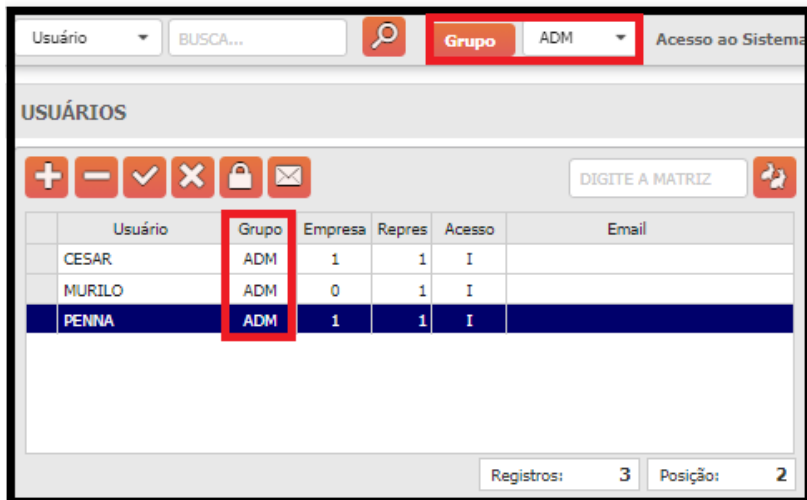 Usuário BUSCA... Grupo ADM Acesso ao Sistema
USUÁRIOS
DIGITE A MATRIZ
Usuário Grupo Empresa Repres Acesso Email
CESAR ADM 1 1 I
MURILO ADM 0 1 I
PENNA ADM 1 1 I
Registros: 3 Posição: 2